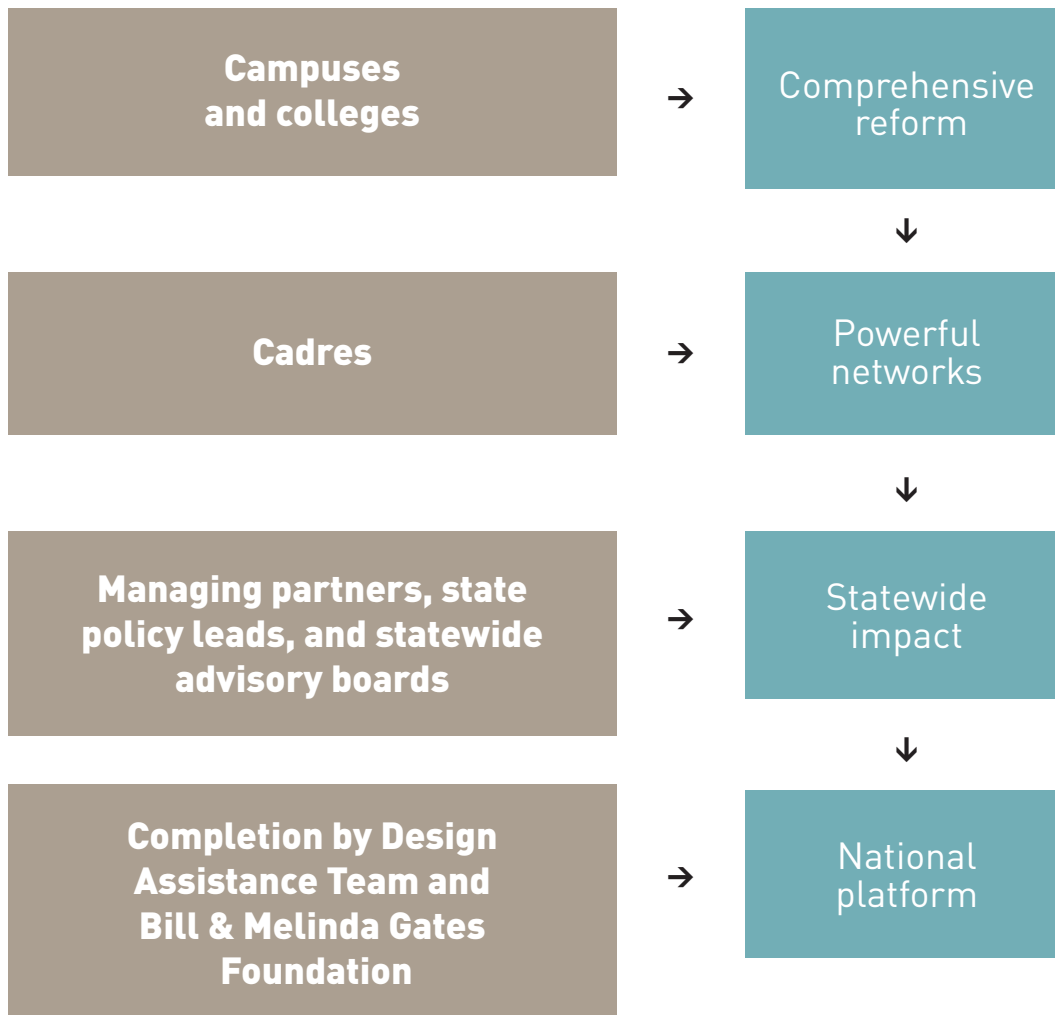 Campuses
and colleges
→
Comprehensive
reform
↓
Cadres
→
Powerful
networks
↓
Managing partners, state
policy leads, and statewide
advisory boards
→
Statewide
impact
↓
Completion by Design
Assistance Team and
Bill & Melinda Gates
Foundation
→
National
platform